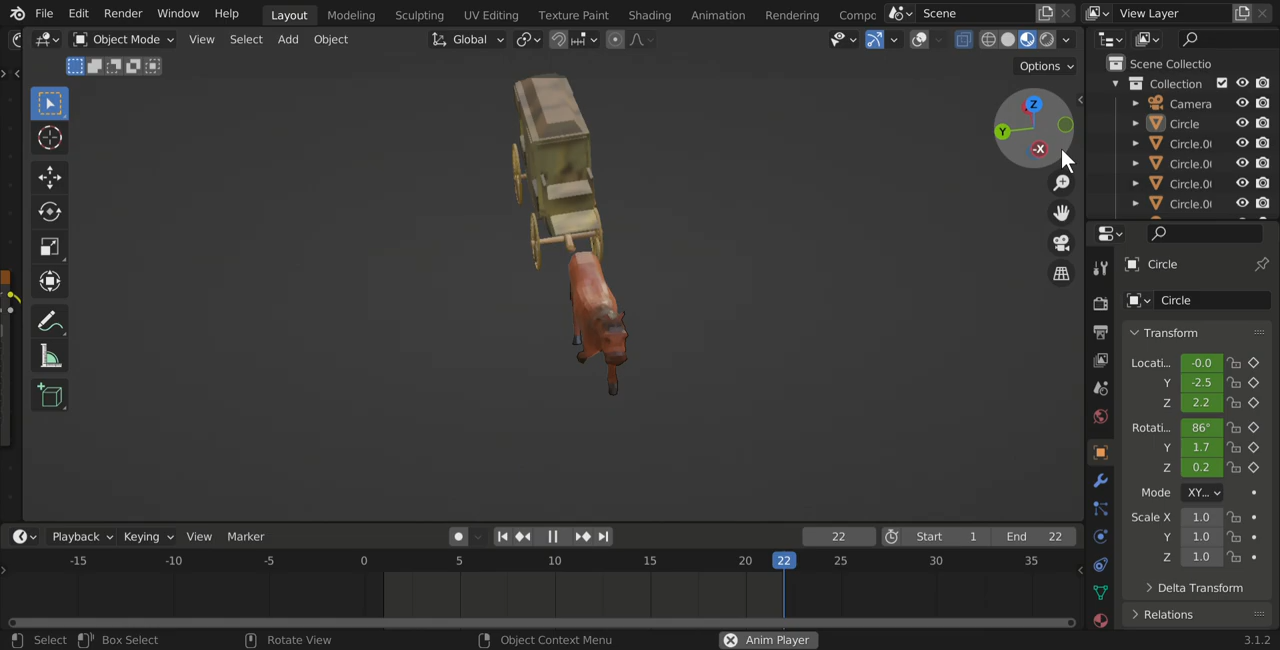 File Edit Render Window Help Layout Modeling Sculpting UV Editing Texture Paint Shading Animation Rendering Compo Scene View Layer
Object Mode View Select Add Object Global
Options
Z
Y
-X
Scene Collectio
Collection
Camera
Circle
Circle.0
Circle.0
Circle.0
Circle.0
Circle
Circle
Transform
Locati... -0.0
Y -2.5
Z 2.2
Rotati... 86°
Y 1.7
Z 0.2
Mode XY...
Scale X 1.0
Y 1.0
Z 1.0
Delta Transform
Relations
Playback Keying View Marker 22 Start 1 End 22
-15 -10 -5 0 5 10 15 20 22 25 30 35
Select Box Select Rotate View Object Context Menu Anim Player 3.1.2